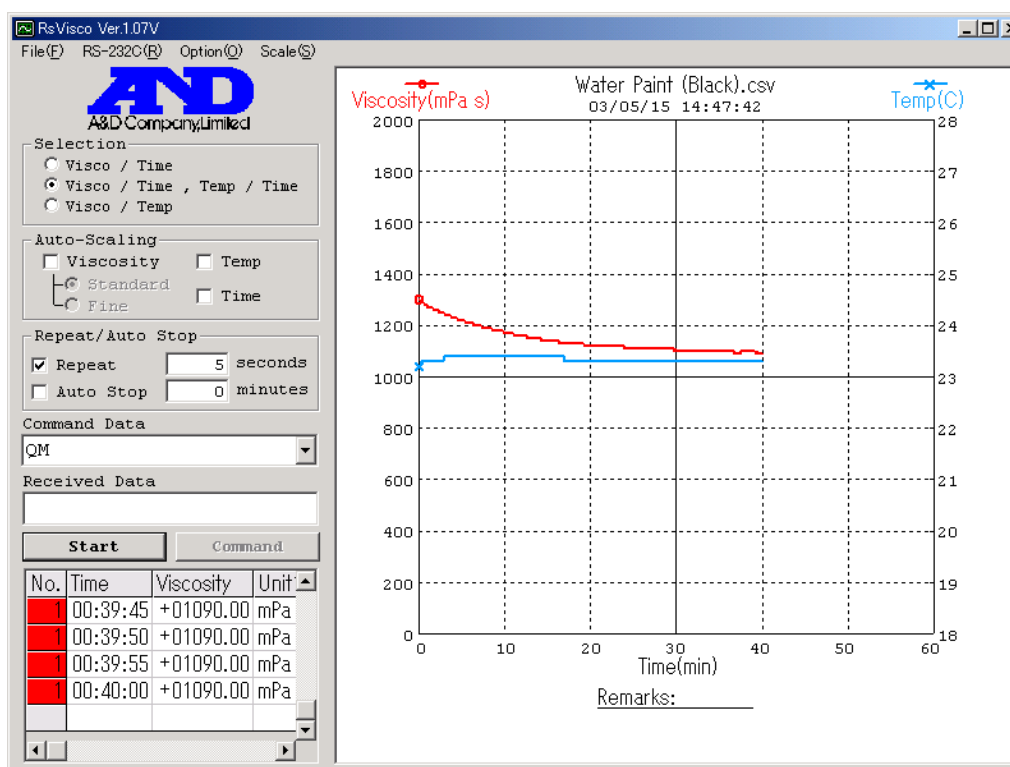 RsVisco Ver.1.07V
File(F) RS-232C(R) Option(O) Scale(S)
AND
A&D Company,Limited
Selection
Visco / Time
Visco / Time , Temp / Time
Visco / Temp
Auto-Scaling
Viscosity Temp
Standard
Time
Fine
Repeat/Auto Stop
Repeat 5 seconds
Auto Stop 0 minutes
Command Data
QM
Received Data
Start Command
No. Time Viscosity Unit
1 00:39:45 +01090.00 mPa
1 00:39:50 +01090.00 mPa
1 00:39:55 +01090.00 mPa
1 00:40:00 +01090.00 mPa
Water Paint (Black).csv
Viscosity(mPa s) 03/05/15 14:47:42 Temp(C)
2000 28
1800 27
1600 26
1400 25
1200 24
1000 23
800 22
600 21
400 20
200 19
0 18
0 10 20 30 40 50 60
Time(min)
Remarks: